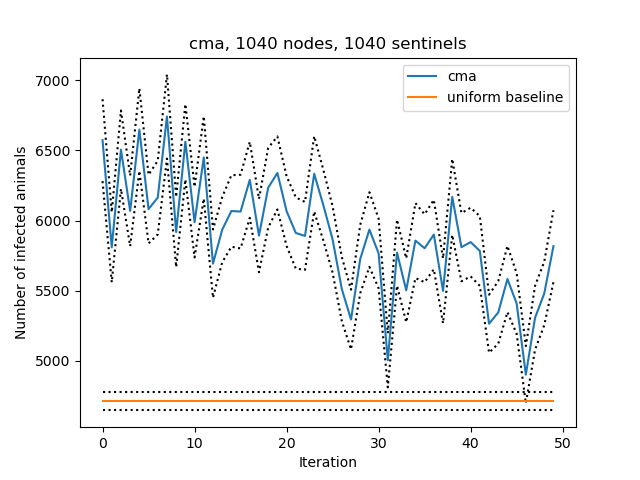 cma, 1040 nodes, 1040 sentinels
cma
uniform baseline
Number of infected animals
7000
6500
6000
5500
5000
0 10 20 30 40 50
Iteration